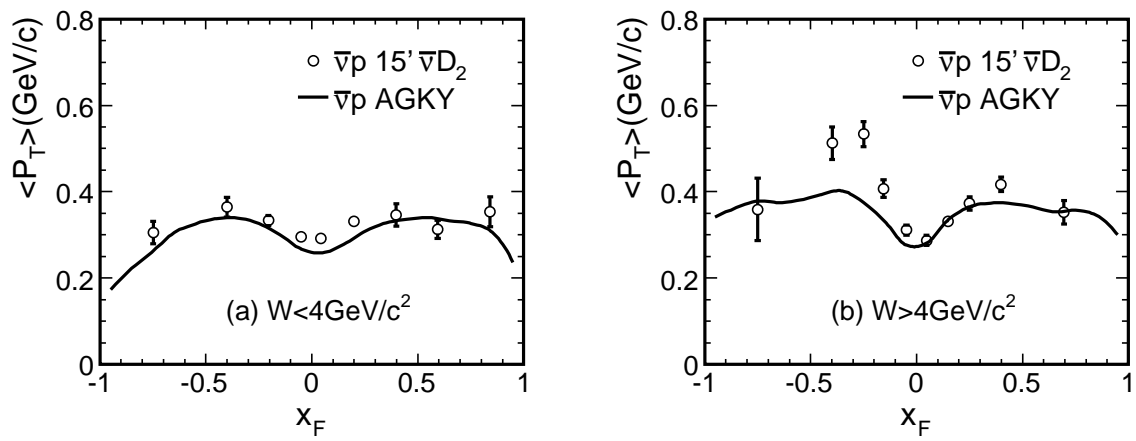 <P_T>(GeV/c)
0.8
0.6
0.4
0.2
0
ν̄p 15' ν̄D₂
ν̄p AGKY
(a) W<4GeV/c²
-1 -0.5 0 0.5 1
x_F
<P_T>(GeV/c)
0.8
0.6
0.4
0.2
0
ν̄p 15' ν̄D₂
ν̄p AGKY
(b) W>4GeV/c²
-1 -0.5 0 0.5 1
x_F